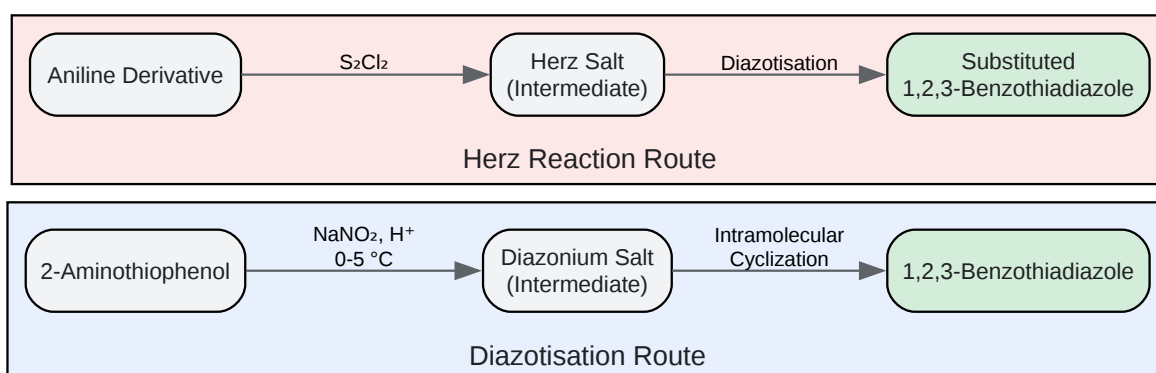 Aniline Derivative
S₂Cl₂
Herz Salt
(Intermediate)
Diazotisation
Substituted
1,2,3-Benzothiadiazole
Herz Reaction Route
2-Aminothiophenol
NaNO₂, H⁺
0-5 °C
Diazonium Salt
(Intermediate)
Intramolecular
Cyclization
1,2,3-Benzothiadiazole
Diazotisation Route